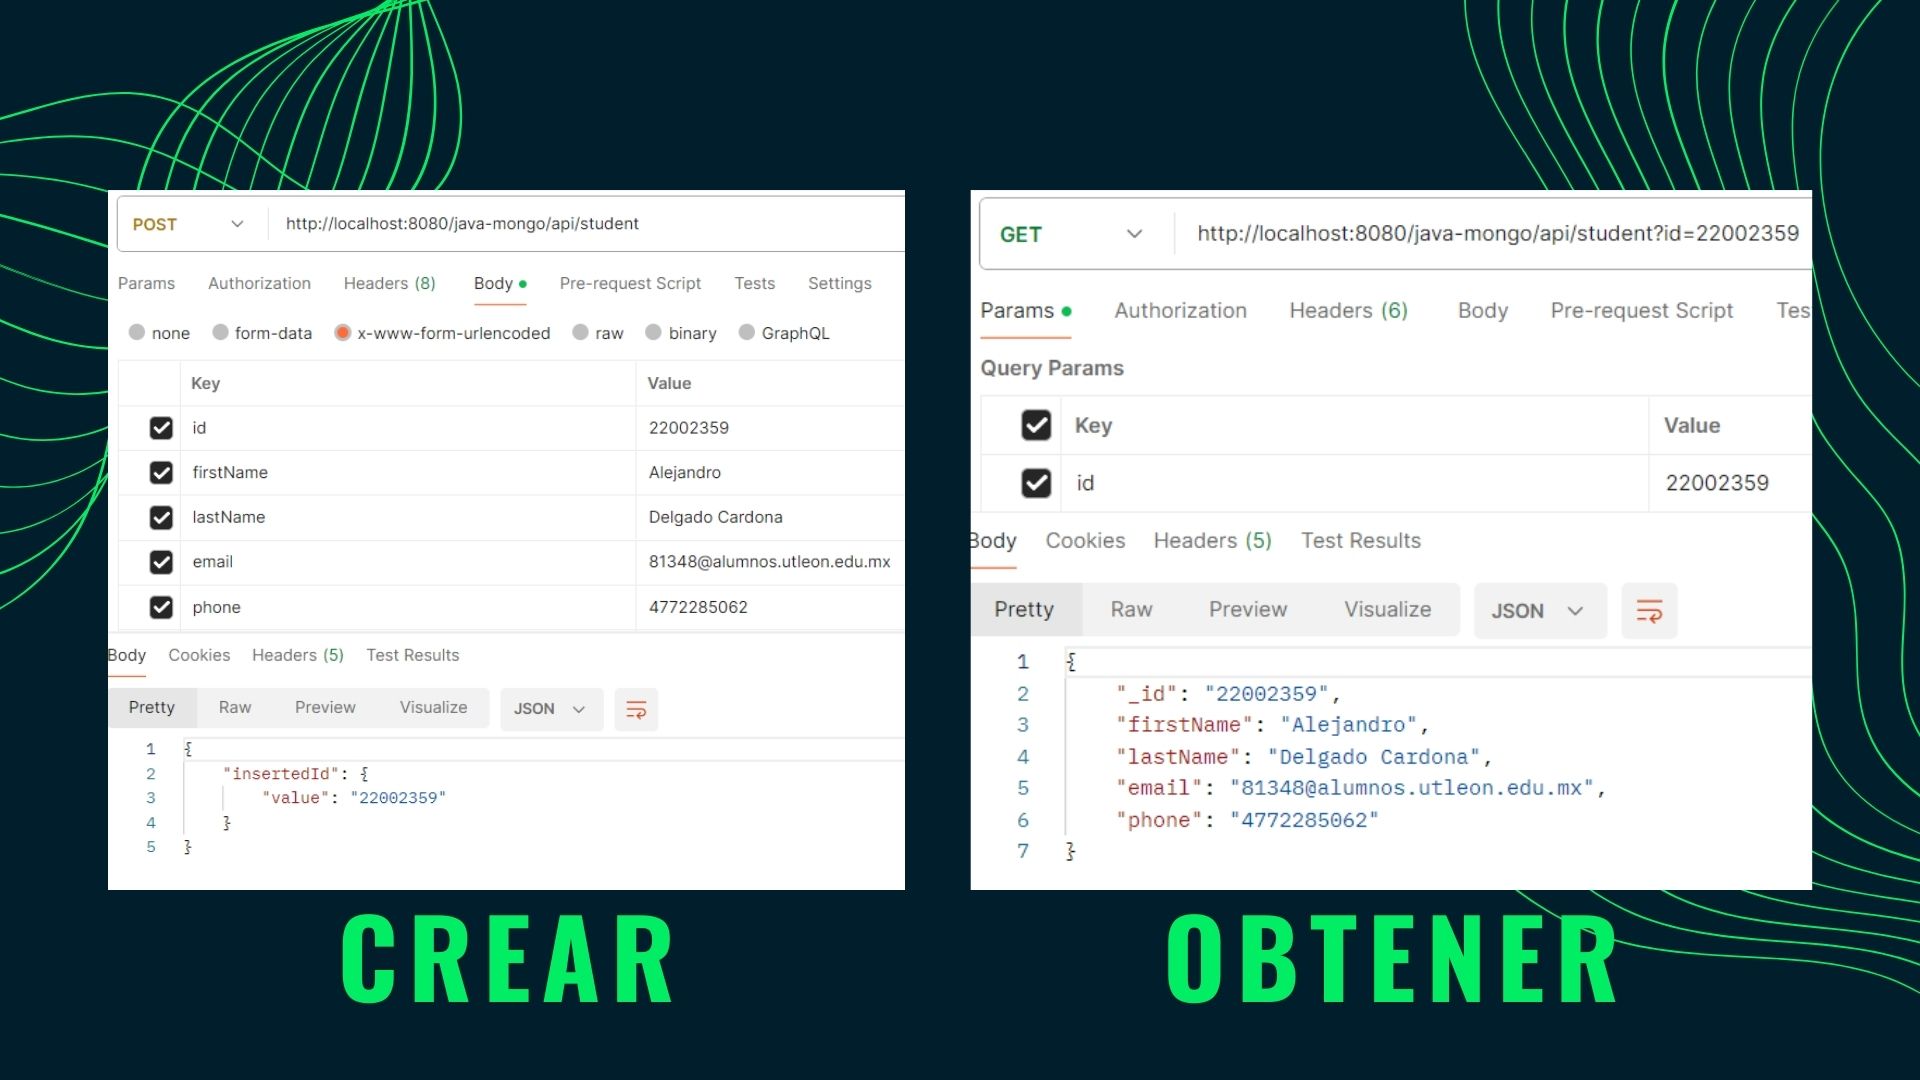 POST http://localhost:8080/java-mongo/api/student
Params Authorization Headers (8) Body Pre-request Script Tests Settings
none form-data x-www-form-urlencoded raw binary GraphQL
Key Value
id 22002359
firstName Alejandro
lastName Delgado Cardona
email 81348@alumnos.utleon.edu.mx
phone 4772285062
Body Cookies Headers (5) Test Results
Pretty Raw Preview Visualize JSON
1 {
2 "insertedId": {
3 "value": "22002359"
4 }
5 }
CREAR
GET http://localhost:8080/java-mongo/api/student?id=22002359
Params Authorization Headers (6) Body Pre-request Script Tes
Query Params
Key Value
id 22002359
Body Cookies Headers (5) Test Results
Pretty Raw Preview Visualize JSON
1 {
2 "_id": "22002359",
3 "firstName": "Alejandro",
4 "lastName": "Delgado Cardona",
5 "email": "81348@alumnos.utleon.edu.mx",
6 "phone": "4772285062"
7 }
OBTENER